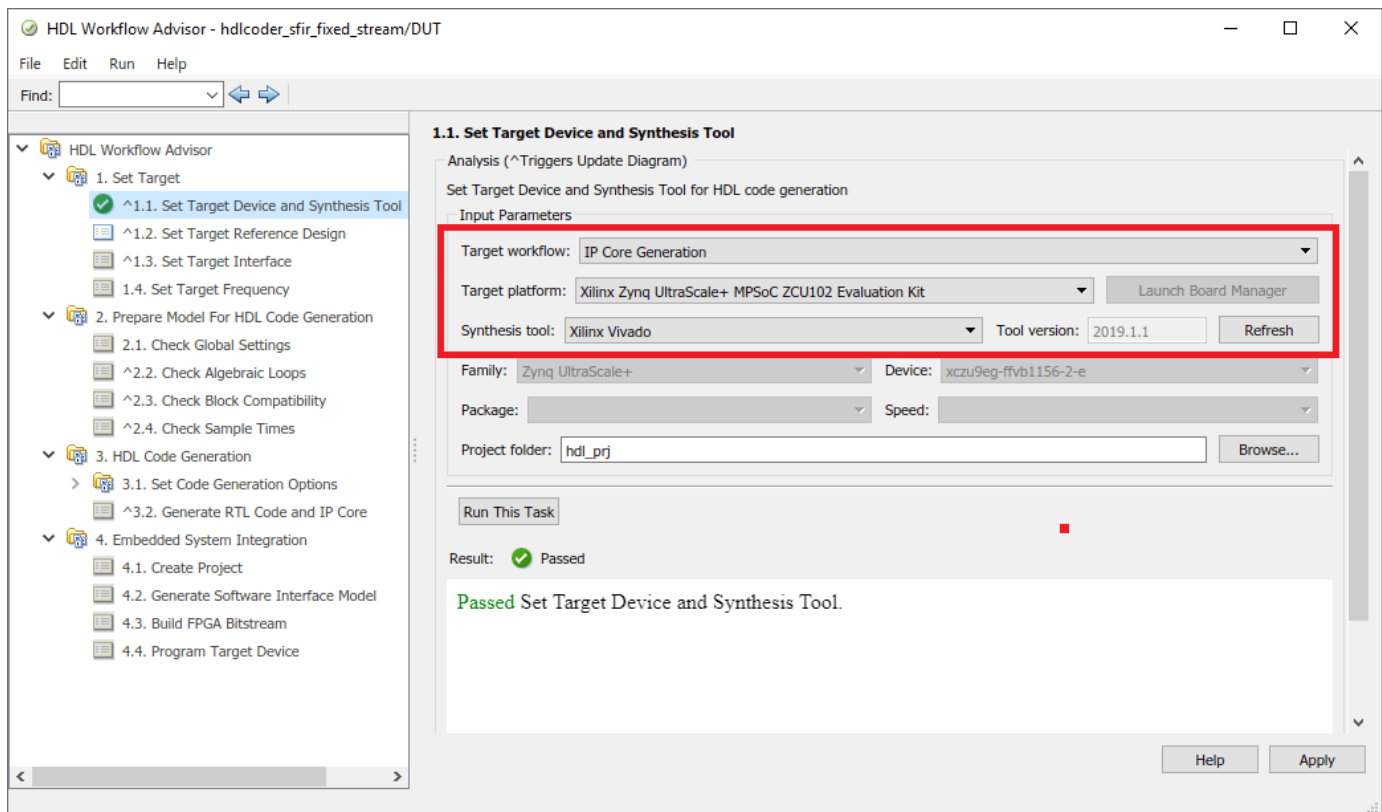 HDL Workflow Advisor - hdlcoder_sfir_fixed_stream/DUT
File Edit Run Help
Find:
HDL Workflow Advisor
1. Set Target
^1.1. Set Target Device and Synthesis Tool
^1.2. Set Target Reference Design
^1.3. Set Target Interface
1.4. Set Target Frequency
2. Prepare Model For HDL Code Generation
2.1. Check Global Settings
^2.2. Check Algebraic Loops
^2.3. Check Block Compatibility
^2.4. Check Sample Times
3. HDL Code Generation
3.1. Set Code Generation Options
^3.2. Generate RTL Code and IP Core
4. Embedded System Integration
4.1. Create Project
4.2. Generate Software Interface Model
4.3. Build FPGA Bitstream
4.4. Program Target Device
1.1. Set Target Device and Synthesis Tool
Analysis (^Triggers Update Diagram)
Set Target Device and Synthesis Tool for HDL code generation
Input Parameters
Target workflow: IP Core Generation
Target platform: Xilinx Zynq UltraScale+ MPSoC ZCU102 Evaluation Kit Launch Board Manager
Synthesis tool: Xilinx Vivado Tool version: 2019.1.1 Refresh
Family: Zynq UltraScale+ Device: xczu9eg-ffvb1156-2-e
Package: Speed:
Project folder: hdl_prj Browse...
Run This Task
Result: Passed
Passed Set Target Device and Synthesis Tool.
Help Apply